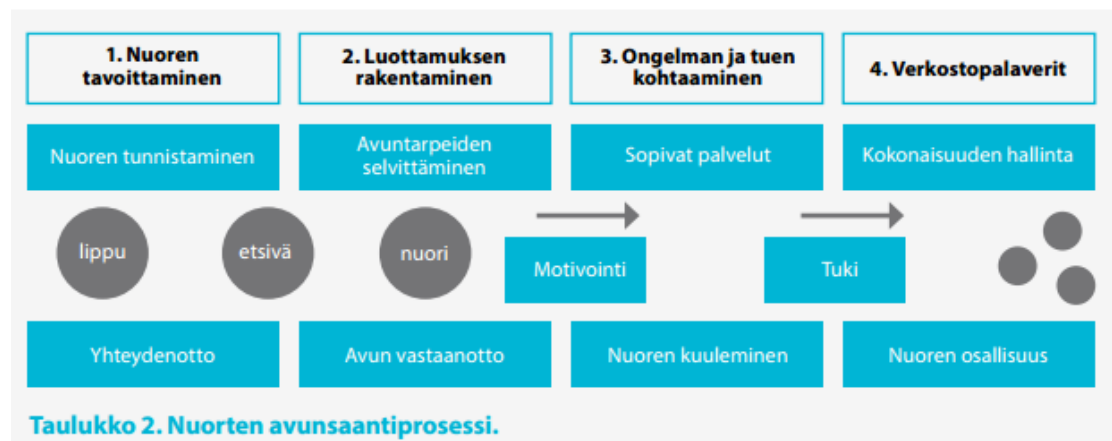 1. Nuoren
tavoittaminen
2. Luottamuksen
rakentaminen
3. Ongelman ja tuen
kohtaaminen
4. Verkostopalaverit
Nuoren tunnistaminen
Avuntarpeiden
selvittäminen
Sopivat palvelut
Kokonaisuuden hallinta
lippu
etsivä
nuori
Motivointi
Tuki
Yhteydenotto
Avun vastaanotto
Nuoren kuuleminen
Nuoren osallisuus
Taulukko 2. Nuorten avunsaantiprosessi.